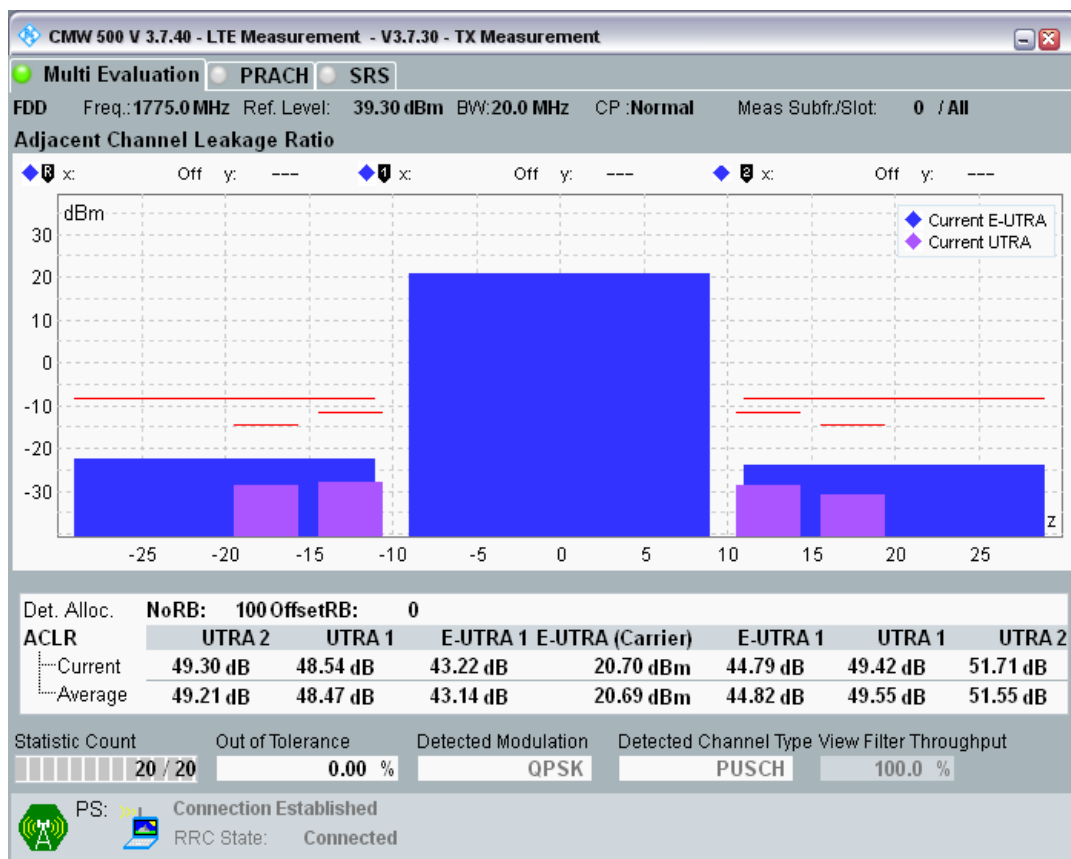 CMW 500 V 3.7.40 - LTE Measurement - V3.7.30 - TX Measurement
Multi Evaluation PRACH SRS
FDD Freq.: 1775.0 MHz Ref. Level: 39.30 dBm BW: 20.0 MHz CP : Normal Meas Subfr./Slot: 0 / All
Adjacent Channel Leakage Ratio
R x: Off y: --- 1 x: Off y: --- 2 x: Off y: ---
dBm
Current E-UTRA
Current UTRA
30
20
10
0
-10
-20
-30
z
-25 -20 -15 -10 -5 0 5 10 15 20 25
Det. Alloc. NoRB: 100 OffsetRB: 0
ACLR UTRA 2 UTRA 1 E-UTRA 1 E-UTRA (Carrier) E-UTRA 1 UTRA 1 UTRA 2
Current 49.30 dB 48.54 dB 43.22 dB 20.70 dBm 44.79 dB 49.42 dB 51.71 dB
Average 49.21 dB 48.47 dB 43.14 dB 20.69 dBm 44.82 dB 49.55 dB 51.55 dB
Statistic Count Out of Tolerance Detected Modulation Detected Channel Type View Filter Throughput
20 / 20 0.00 % QPSK PUSCH 100.0 %
PS: Connection Established
RRC State: Connected